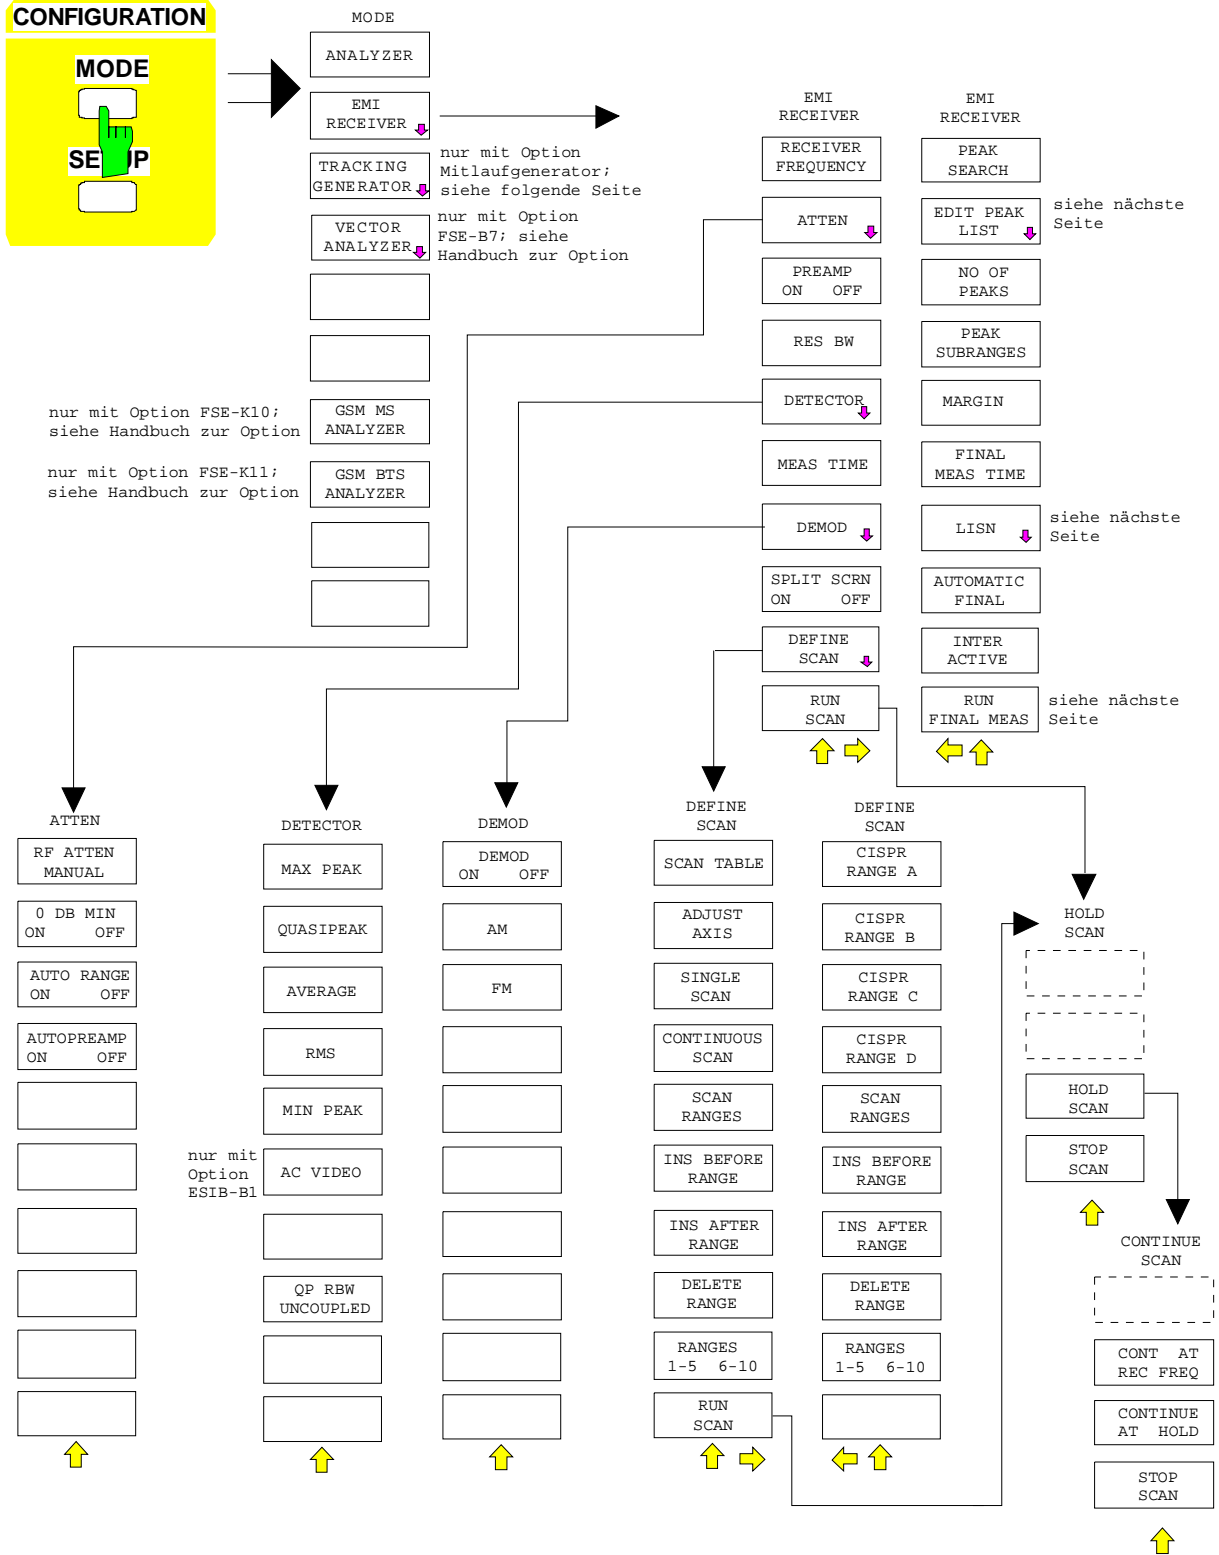 CONFIGURATION
MODE
SETUP
MODE
ANALYZER
EMI
RECEIVER
TRACKING
GENERATOR
nur mit Option
Mitlaufgenerator;
siehe folgende Seite
VECTOR
ANALYZER
nur mit Option
FSE-B7; siehe
Handbuch zur Option
nur mit Option FSE-K10;
siehe Handbuch zur Option
GSM MS
ANALYZER
nur mit Option FSE-K11;
siehe Handbuch zur Option
GSM BTS
ANALYZER
EMI
RECEIVER
RECEIVER
FREQUENCY
ATTEN
PREAMP
ON OFF
RES BW
DETECTOR
MEAS TIME
DEMOD
SPLIT SCRN
ON OFF
DEFINE
SCAN
RUN
SCAN
EMI
RECEIVER
PEAK
SEARCH
EDIT PEAK
LIST
siehe nächste
Seite
NO OF
PEAKS
PEAK
SUBRANGES
MARGIN
FINAL
MEAS TIME
LISN
siehe nächste
Seite
AUTOMATIC
FINAL
INTER
ACTIVE
RUN
FINAL MEAS
siehe nächste
Seite
ATTEN
RF ATTEN
MANUAL
0 DB MIN
ON OFF
AUTO RANGE
ON OFF
AUTOPREAMP
ON OFF
DETECTOR
MAX PEAK
QUASIPEAK
AVERAGE
RMS
MIN PEAK
nur mit
Option
ESIB-B1
AC VIDEO
QP RBW
UNCOUPLED
DEMOD
DEMOD
ON OFF
AM
FM
DEFINE
SCAN
SCAN TABLE
ADJUST
AXIS
SINGLE
SCAN
CONTINUOUS
SCAN
SCAN
RANGES
INS BEFORE
RANGE
INS AFTER
RANGE
DELETE
RANGE
RANGES
1-5 6-10
RUN
SCAN
DEFINE
SCAN
CISPR
RANGE A
CISPR
RANGE B
CISPR
RANGE C
CISPR
RANGE D
SCAN
RANGES
INS BEFORE
RANGE
INS AFTER
RANGE
DELETE
RANGE
RANGES
1-5 6-10
HOLD
SCAN
HOLD
SCAN
STOP
SCAN
CONTINUE
SCAN
CONT AT
REC FREQ
CONTINUE
AT HOLD
STOP
SCAN